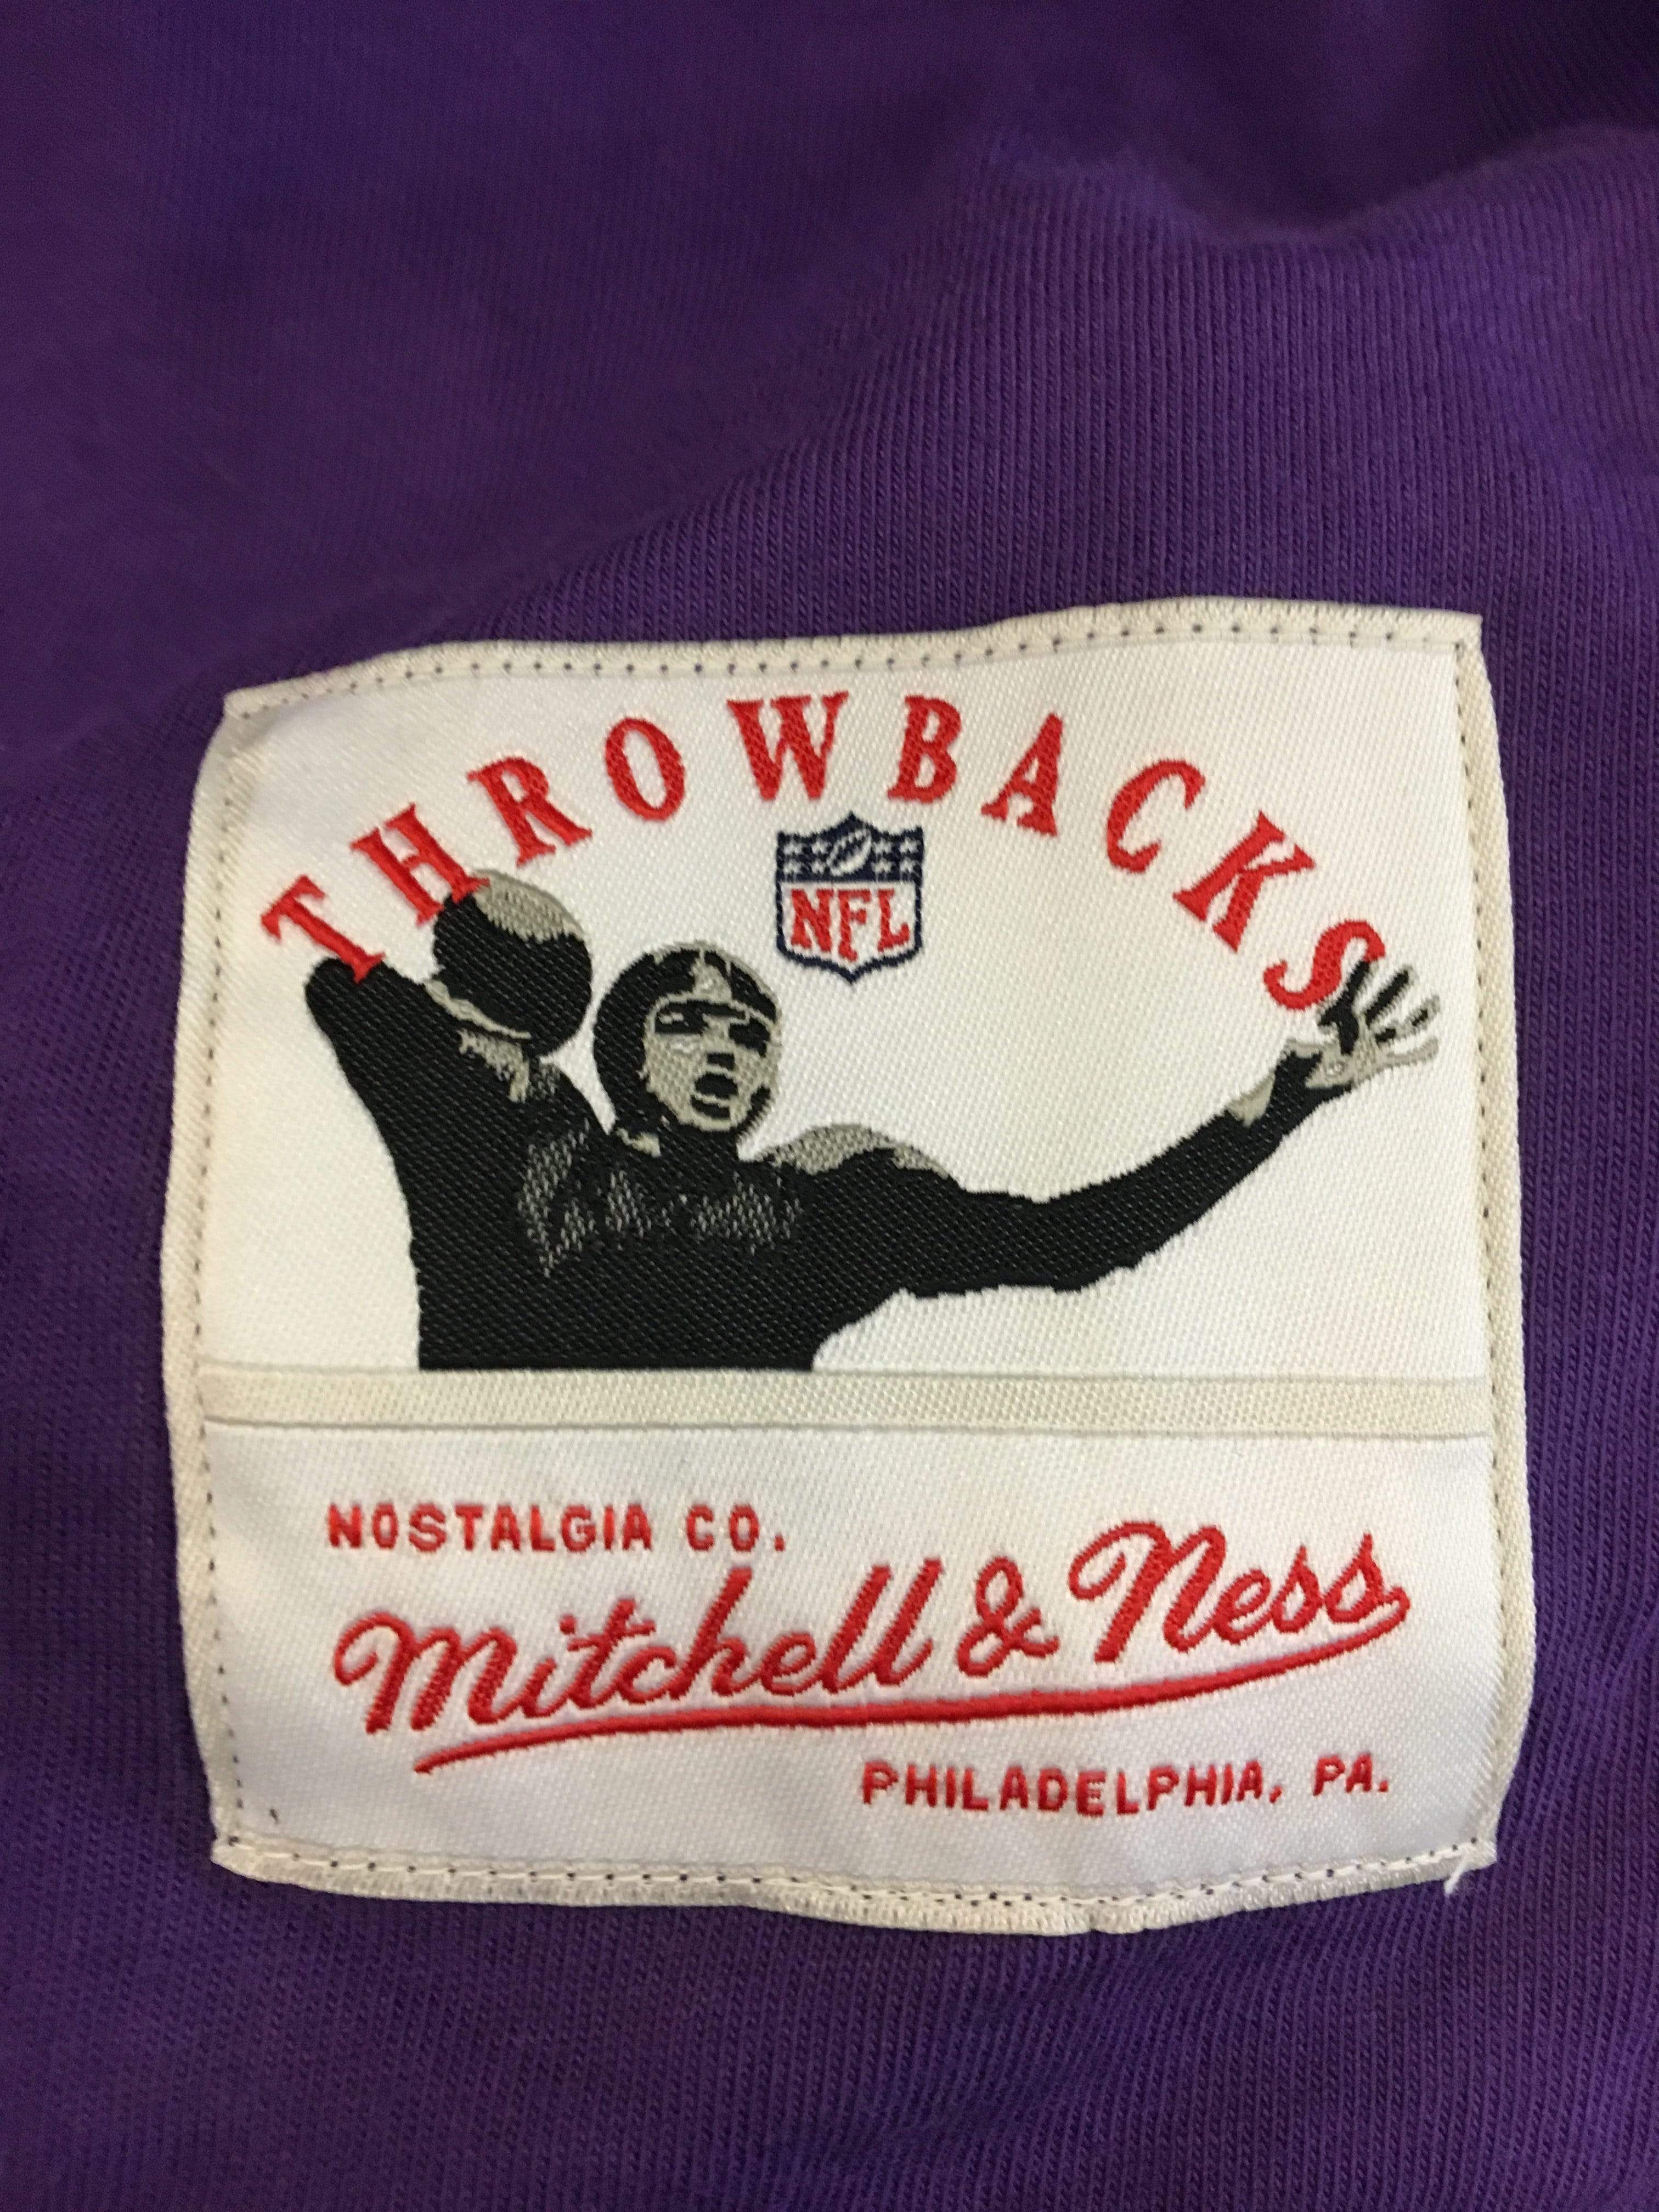 THROWBACKS
NFL
NOSTALGIA CO.
Mitchell & Ness
PHILADELPHIA, PA.